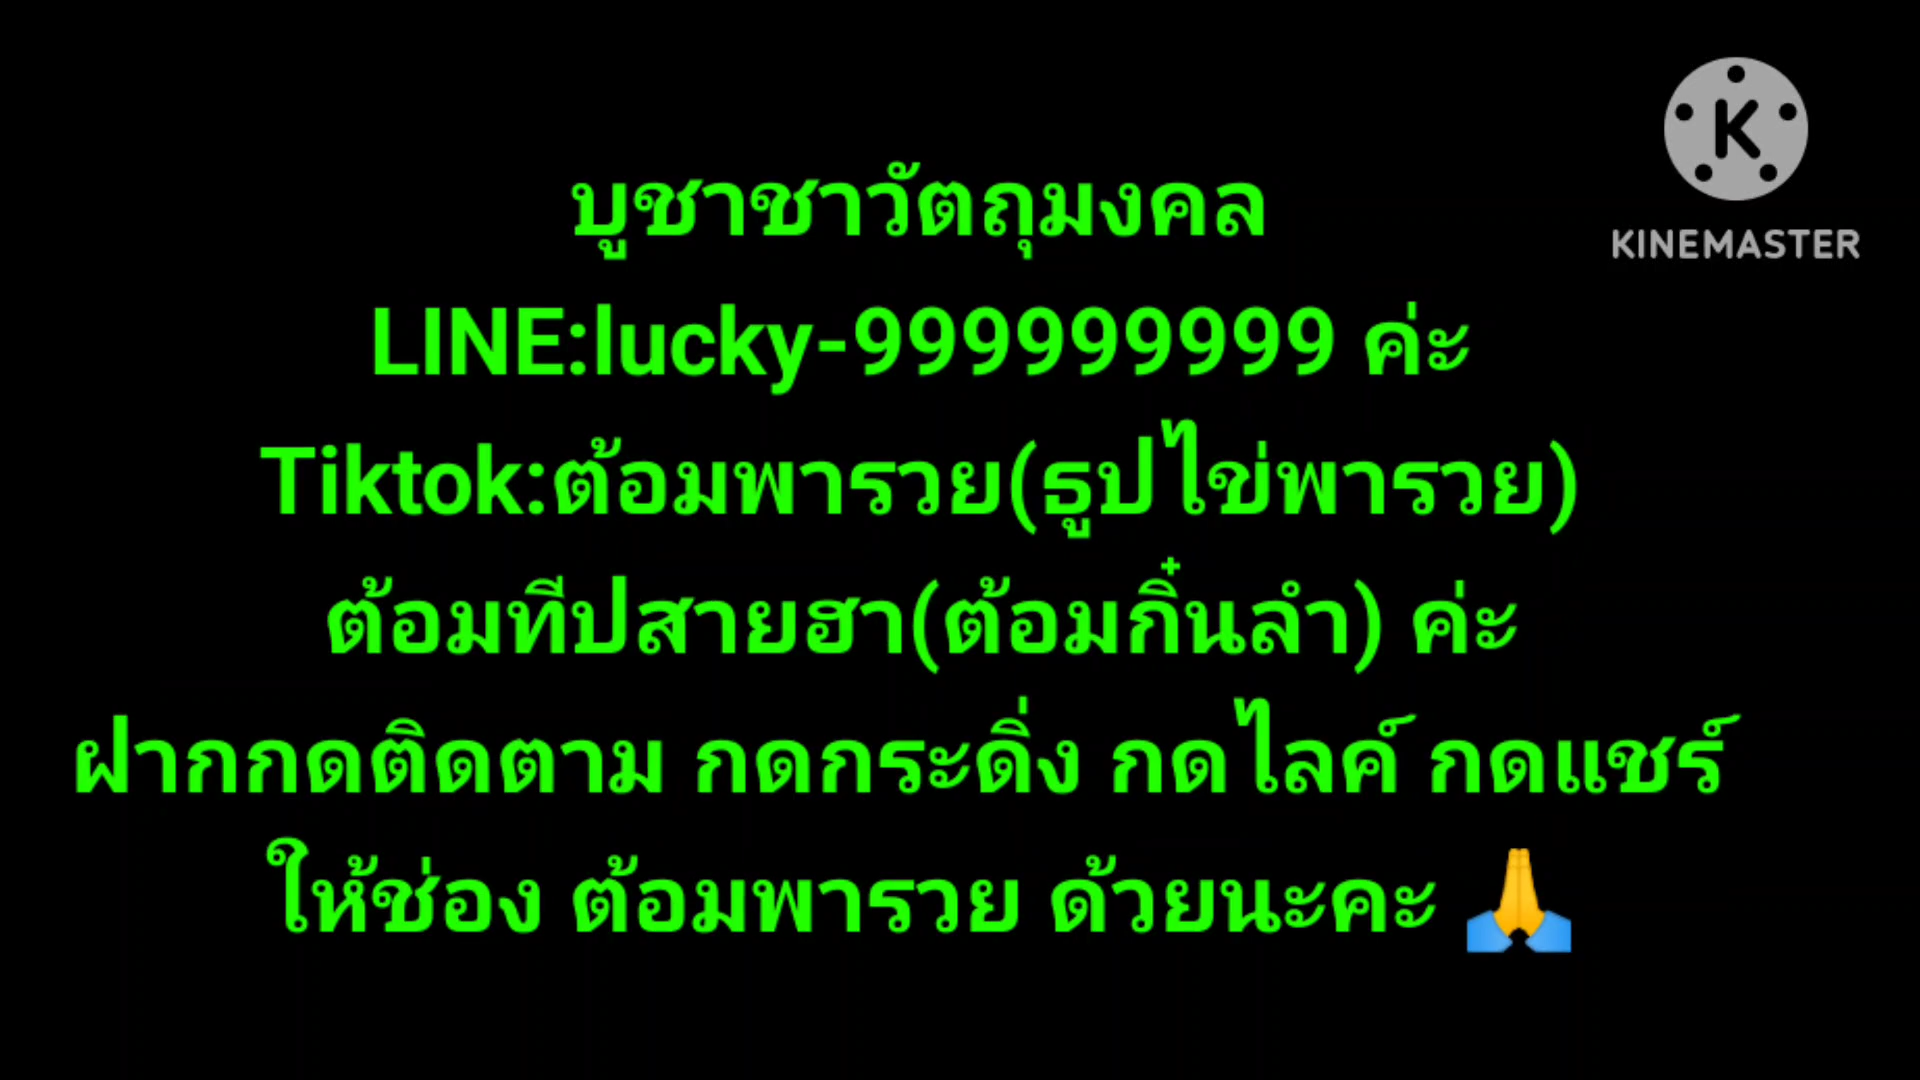 บูชาชาวัตถุมงคล
LINE:lucky-999999999 ค่ะ
Tiktok:ต้อมพารวย(ธูปไข่พารวย)
ต้อมทีปสายฮา(ต้อมกิ๋นลำ) ค่ะ
ฝากกดติดตาม กดกระดิ่ง กดไลค์ กดแชร์
ให้ช่อง ต้อมพารวย ด้วยนะคะ 🙏
K
KINEMASTER